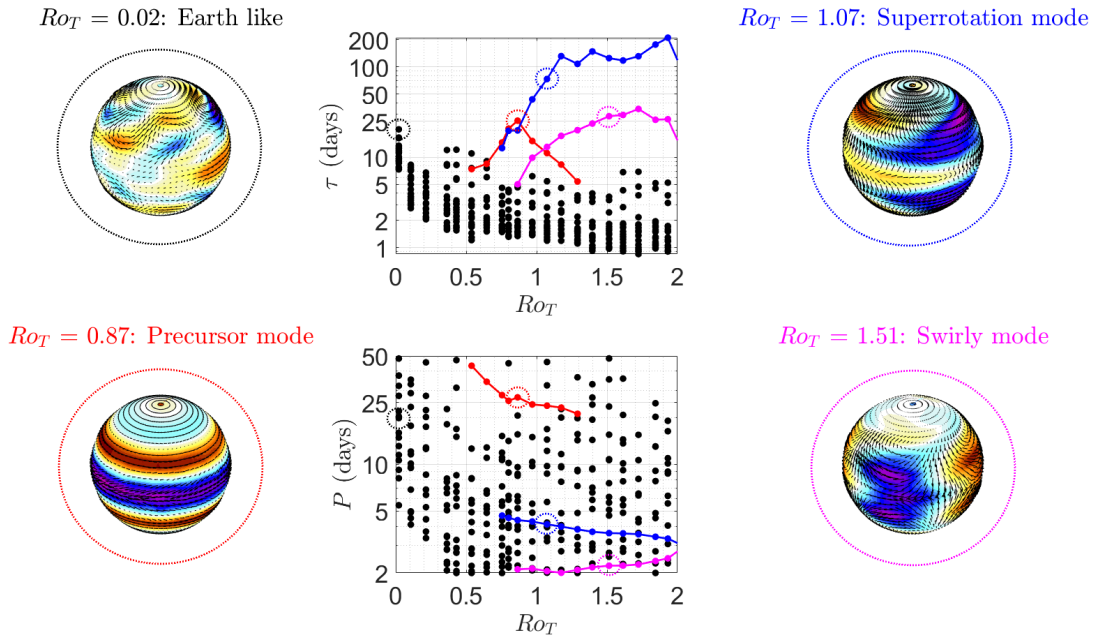 Ro_T = 0.02: Earth like
Ro_T = 1.07: Superrotation mode
200
100
50
25
10
5
2
1
τ (days)
0 0.5 1 1.5 2
Ro_T
Ro_T = 0.87: Precursor mode
Ro_T = 1.51: Swirly mode
50
25
10
5
2
P (days)
0 0.5 1 1.5 2
Ro_T